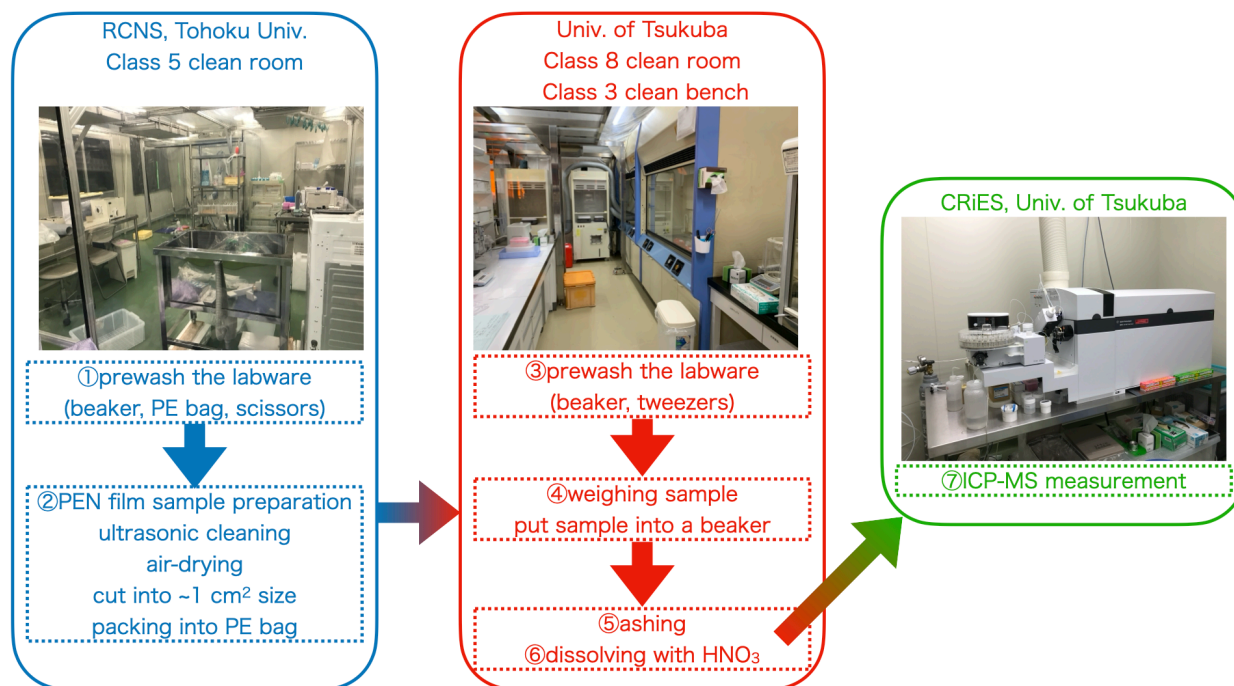 RCNS, Tohoku Univ.
Class 5 clean room
①prewash the labware
(beaker, PE bag, scissors)
②PEN film sample preparation
ultrasonic cleaning
air-drying
cut into ~1 cm² size
packing into PE bag
Univ. of Tsukuba
Class 8 clean room
Class 3 clean bench
③prewash the labware
(beaker, tweezers)
④weighing sample
put sample into a beaker
⑤ashing
⑥dissolving with HNO₃
CRiES, Univ. of Tsukuba
⑦ICP-MS measurement